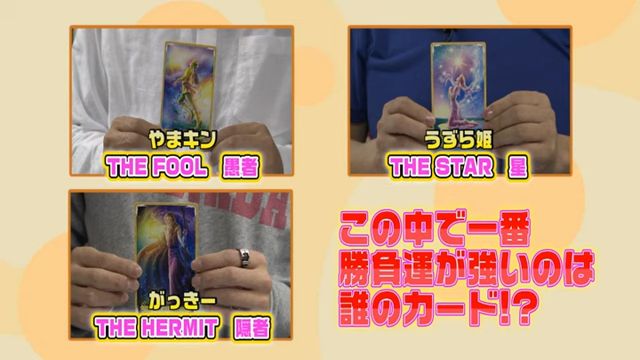 やまキン
THE FOOL 愚者
うずら姫
THE STAR 星
がっきー
THE HERMIT 隠者
この中で一番
勝負運が強いのは
誰のカード!?